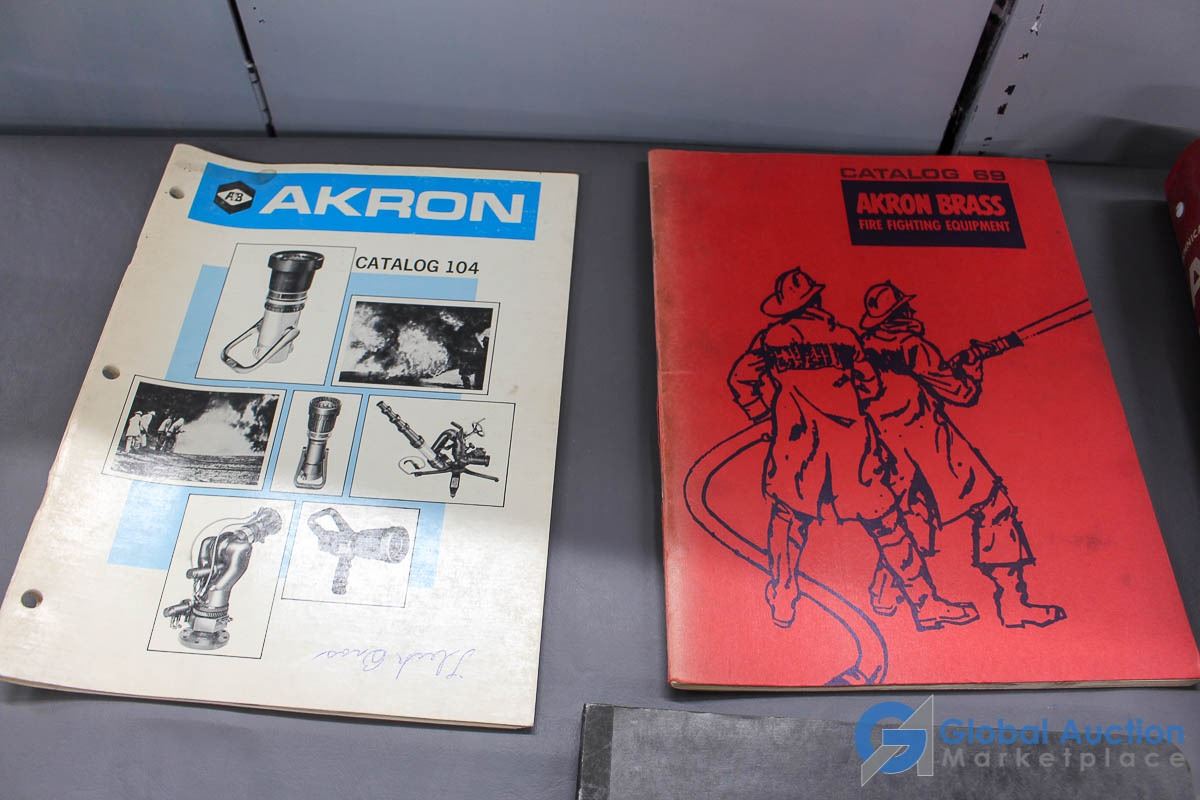 AB
AKRON
CATALOG 104
CATALOG 69
AKRON BRASS
FIRE FIGHTING EQUIPMENT
Global Auction
Marketplace